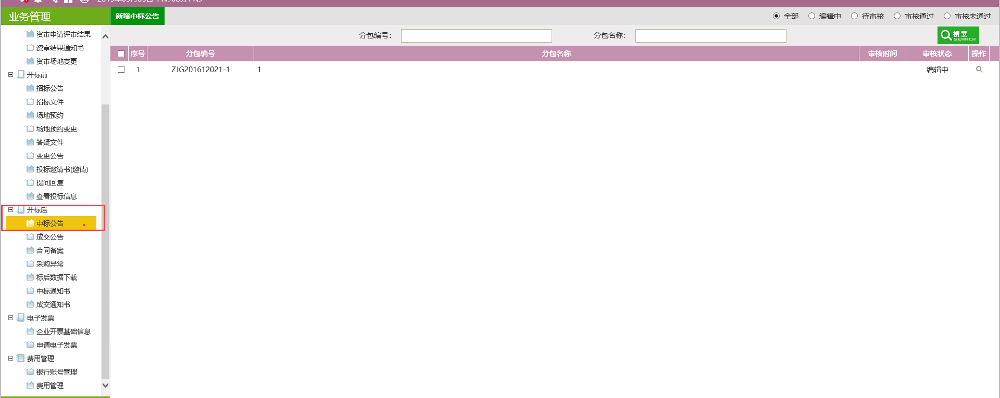 业务管理
新增中标公告
全部 编辑中 待审核 审核通过 审核未通过
分包编号： 分包名称： 搜索
SEARCH
序号 分包编号 分包名称 审核时间 审核状态 操作
1 ZJG201612021-1 1 编辑中
资审申请评审结果
资审结果通知书
资审场地变更
开标前
招标公告
招标文件
场地预约
场地预约变更
答疑文件
变更公告
投标邀请书(邀请)
提问回复
查看投标信息
开标后
中标公告
成交公告
合同备案
采购异常
标后数据下载
中标通知书
成交通知书
电子发票
企业开票基础信息
申请电子发票
费用管理
银行账号管理
费用管理